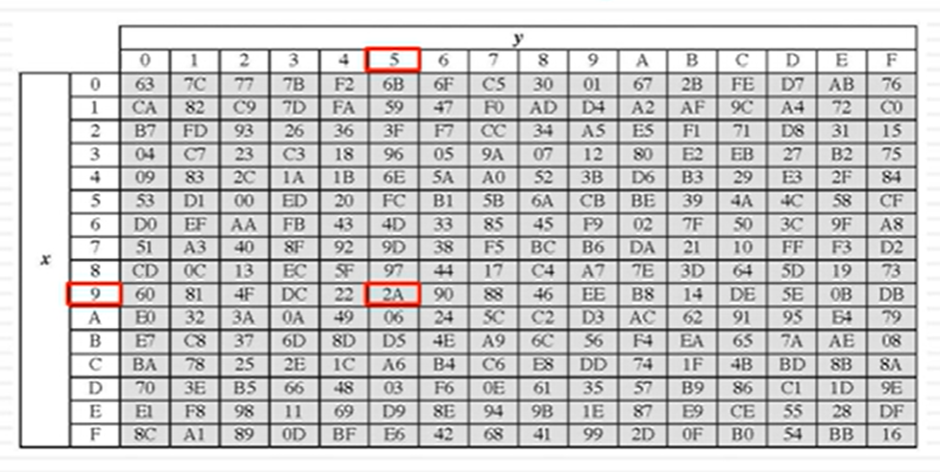 y
0 1 2 3 4 5 6 7 8 9 A B C D E F
0 63 7C 77 7B F2 6B 6F C5 30 01 67 2B FE D7 AB 76
1 CA 82 C9 7D FA 59 47 F0 AD D4 A2 AF 9C A4 72 C0
2 B7 FD 93 26 36 3F F7 CC 34 A5 E5 F1 71 D8 31 15
3 04 C7 23 C3 18 96 05 9A 07 12 80 E2 EB 27 B2 75
4 09 83 2C 1A 1B 6E 5A A0 52 3B D6 B3 29 E3 2F 84
5 53 D1 00 ED 20 FC B1 5B 6A CB BE 39 4A 4C 58 CF
6 D0 EF AA FB 43 4D 33 85 45 F9 02 7F 50 3C 9F A8
7 51 A3 40 8F 92 9D 38 F5 BC B6 DA 21 10 FF F3 D2
x
8 CD 0C 13 EC 5F 97 44 17 C4 A7 7E 3D 64 5D 19 73
9 60 81 4F DC 22 2A 90 88 46 EE B8 14 DE 5E 0B DB
A E0 32 3A 0A 49 06 24 5C C2 D3 AC 62 91 95 E4 79
B E7 C8 37 6D 8D D5 4E A9 6C 56 F4 EA 65 7A AE 08
C BA 78 25 2E 1C A6 B4 C6 E8 DD 74 1F 4B BD 8B 8A
D 70 3E B5 66 48 03 F6 0E 61 35 57 B9 86 C1 1D 9E
E E1 F8 98 11 69 D9 8E 94 9B 1E 87 E9 CE 55 28 DF
F 8C A1 89 0D BF E6 42 68 41 99 2D 0F B0 54 BB 16